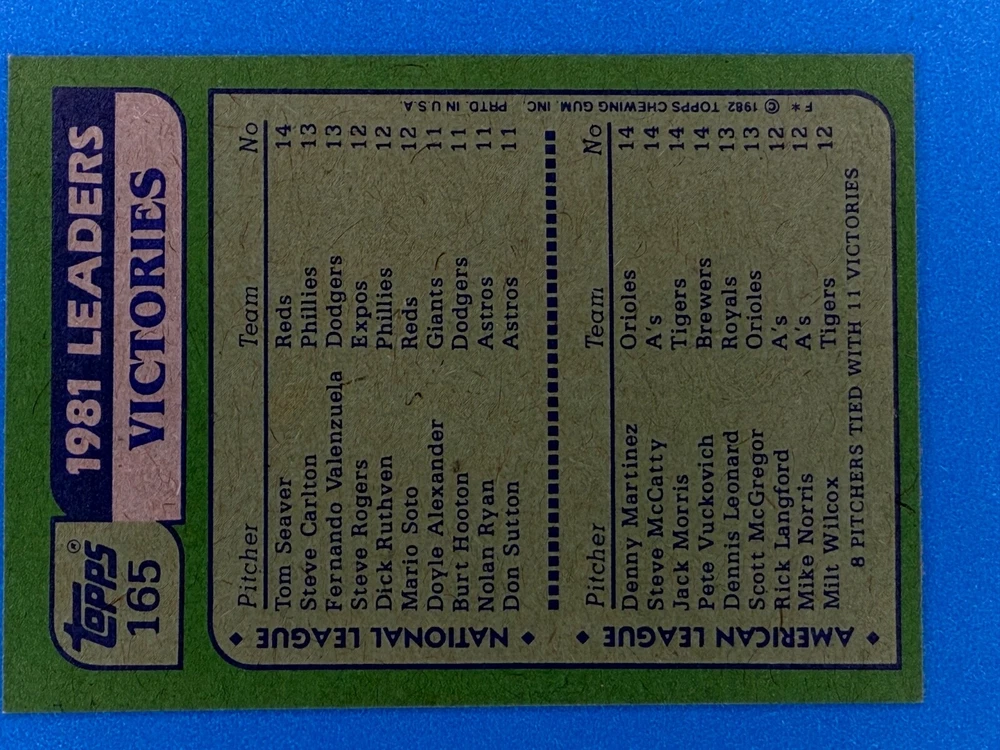 topps®
165
1981 LEADERS
VICTORIES
NATIONAL LEAGUE
Pitcher Team No
Tom Seaver Reds 14
Steve Carlton Phillies 13
Fernando Valenzuela Dodgers 13
Steve Rogers Expos 12
Dick Ruthven Phillies 12
Mario Soto Reds 12
Doyle Alexander Giants 11
Burt Hooton Dodgers 11
Nolan Ryan Astros 11
Don Sutton Astros 11
AMERICAN LEAGUE
Pitcher Team No
Denny Martinez Orioles 14
Steve McCatty A's 14
Jack Morris Tigers 14
Pete Vuckovich Brewers 14
Dennis Leonard Royals 13
Scott McGregor Orioles 13
Rick Langford A's 12
Mike Norris A's 12
Milt Wilcox Tigers 12
8 PITCHERS TIED WITH 11 VICTORIES
F* © 1982 TOPPS CHEWING GUM, INC. PRTD. IN U.S.A.